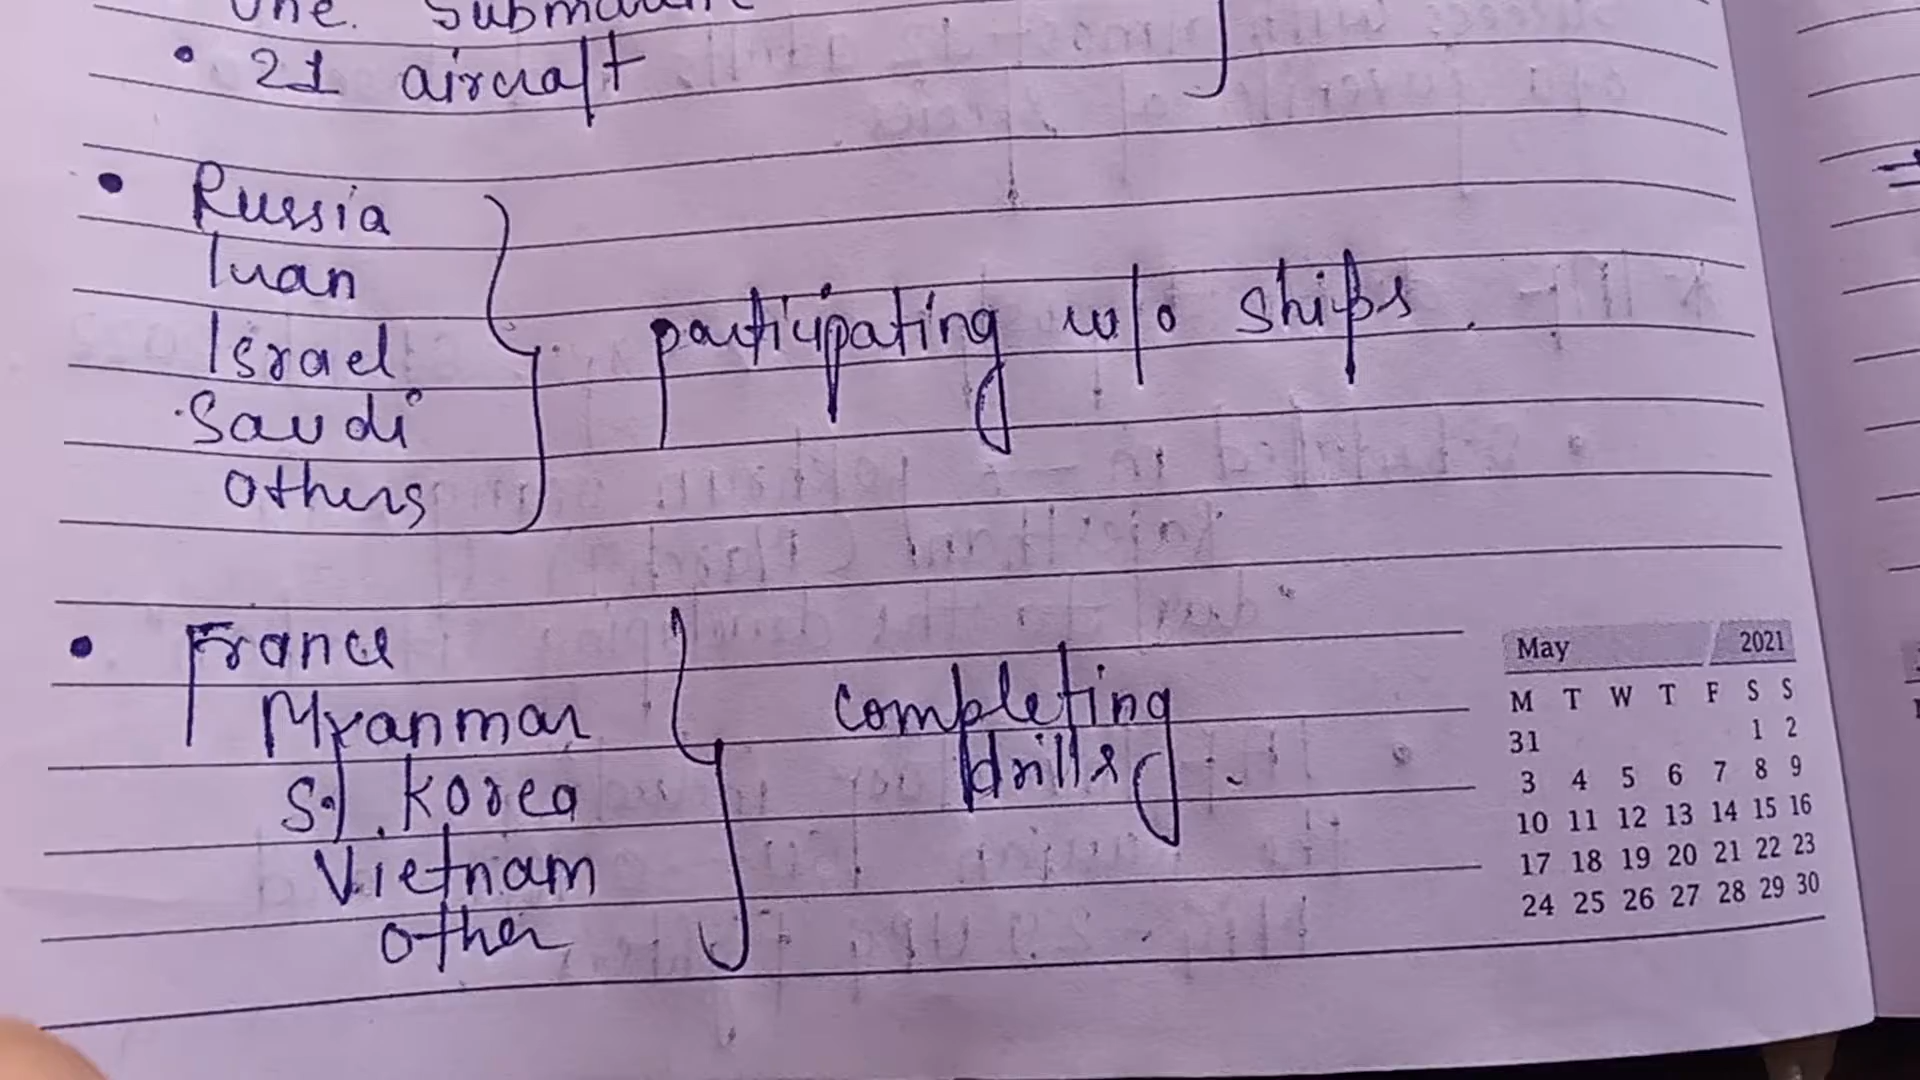 One. Submarine
• 21 aircraft
• Russia
Iran
Israel
Saudi
Others
participating w/o ships.
• France
Myanmar
S. Korea
Vietnam
other
completing
drills.
May 2021
M T W T F S S
31 1 2
3 4 5 6 7 8 9
10 11 12 13 14 15 16
17 18 19 20 21 22 23
24 25 26 27 28 29 30